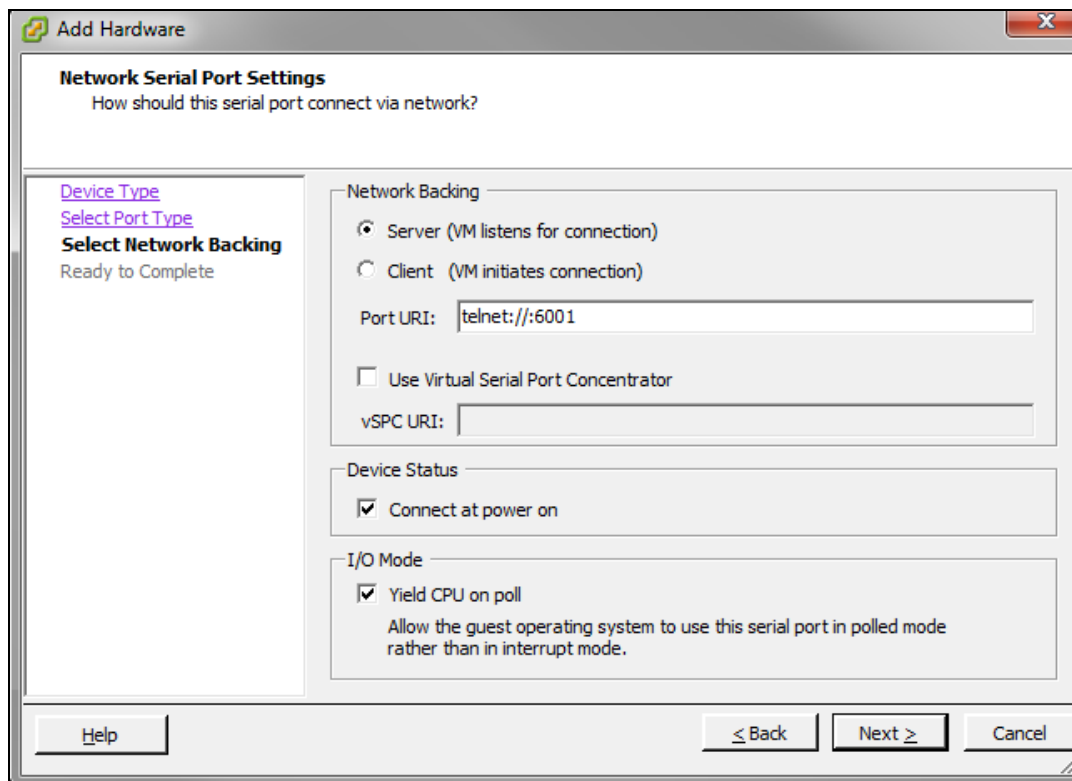 Add Hardware
Network Serial Port Settings
How should this serial port connect via network?
Device Type
Select Port Type
Select Network Backing
Ready to Complete
Network Backing
Server (VM listens for connection)
Client (VM initiates connection)
Port URI: telnet://:6001
Use Virtual Serial Port Concentrator
vSPC URI:
Device Status
Connect at power on
I/O Mode
Yield CPU on poll
Allow the guest operating system to use this serial port in polled mode
rather than in interrupt mode.
Help
< Back
Next >
Cancel